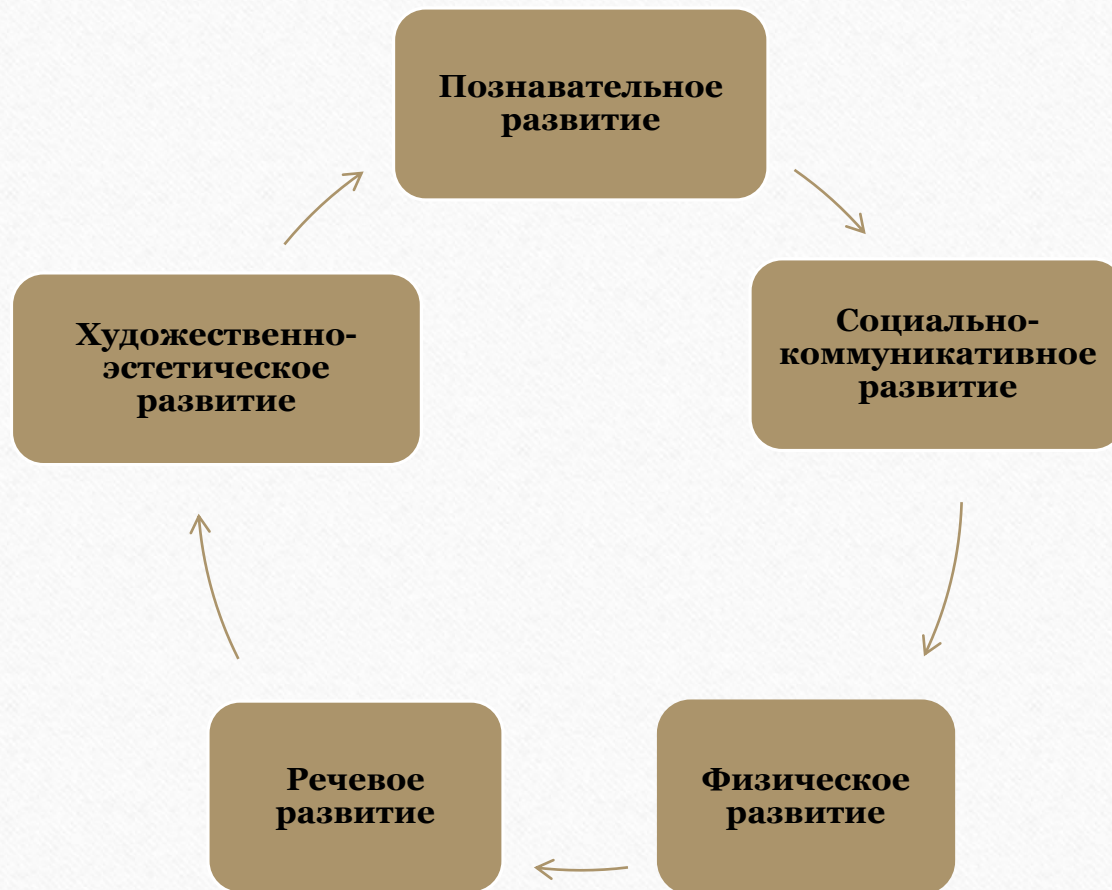 Познавательное
развитие
Социально-
коммуникативное
развитие
Физическое
развитие
Речевое
развитие
Художественно-
эстетическое
развитие